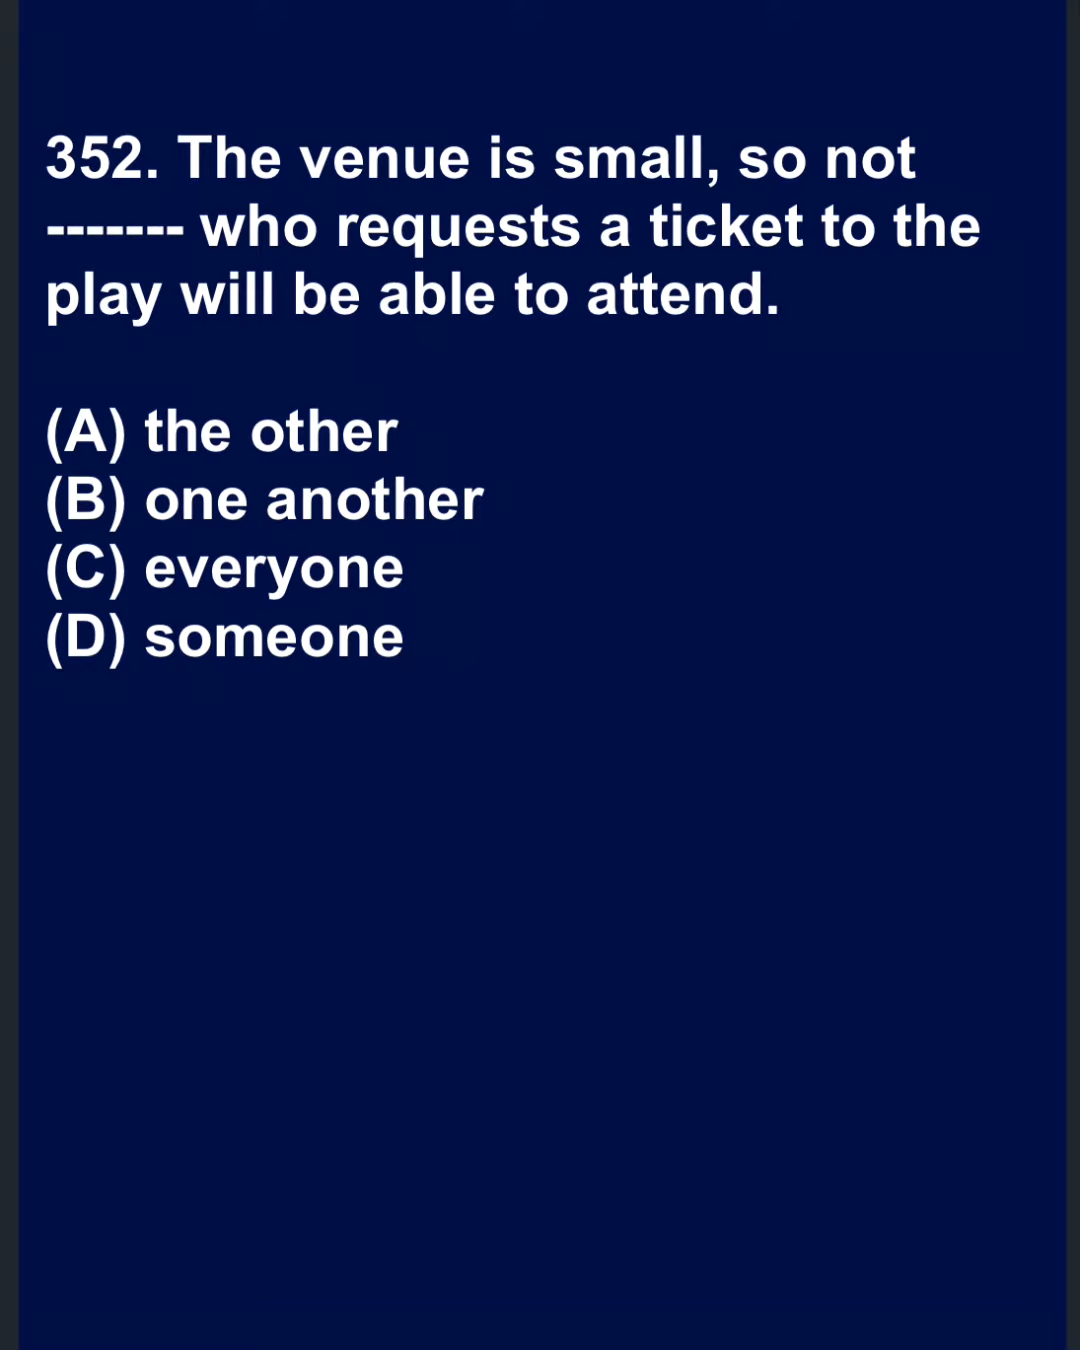 352. The venue is small, so not
------- who requests a ticket to the
play will be able to attend.
(A) the other
(B) one another
(C) everyone
(D) someone